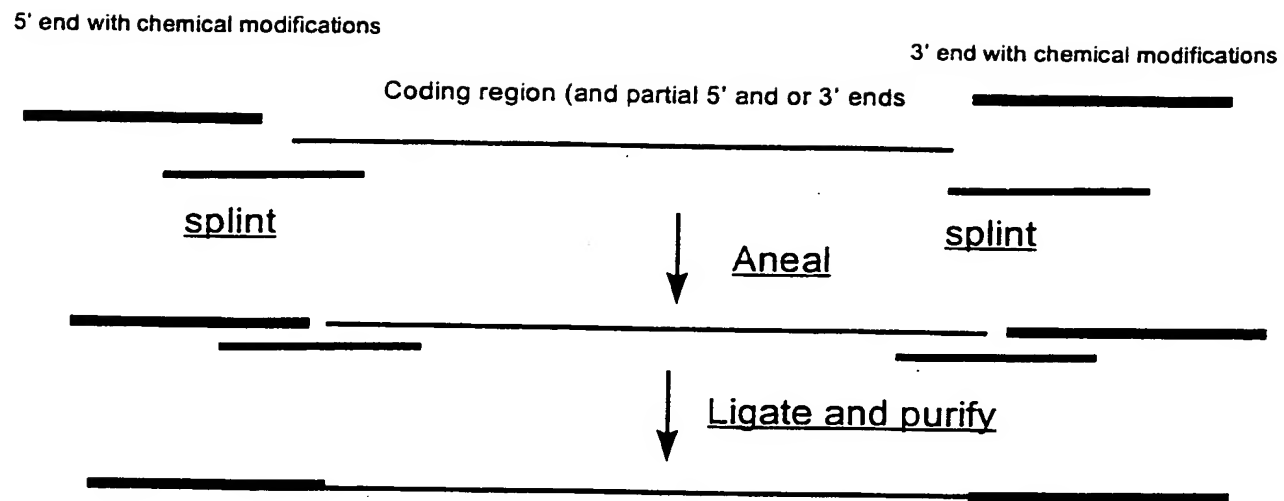 5' end with chemical modifications
3' end with chemical modifications
Coding region (and partial 5' and or 3' ends
splint
splint
Aneal
Ligate and purify